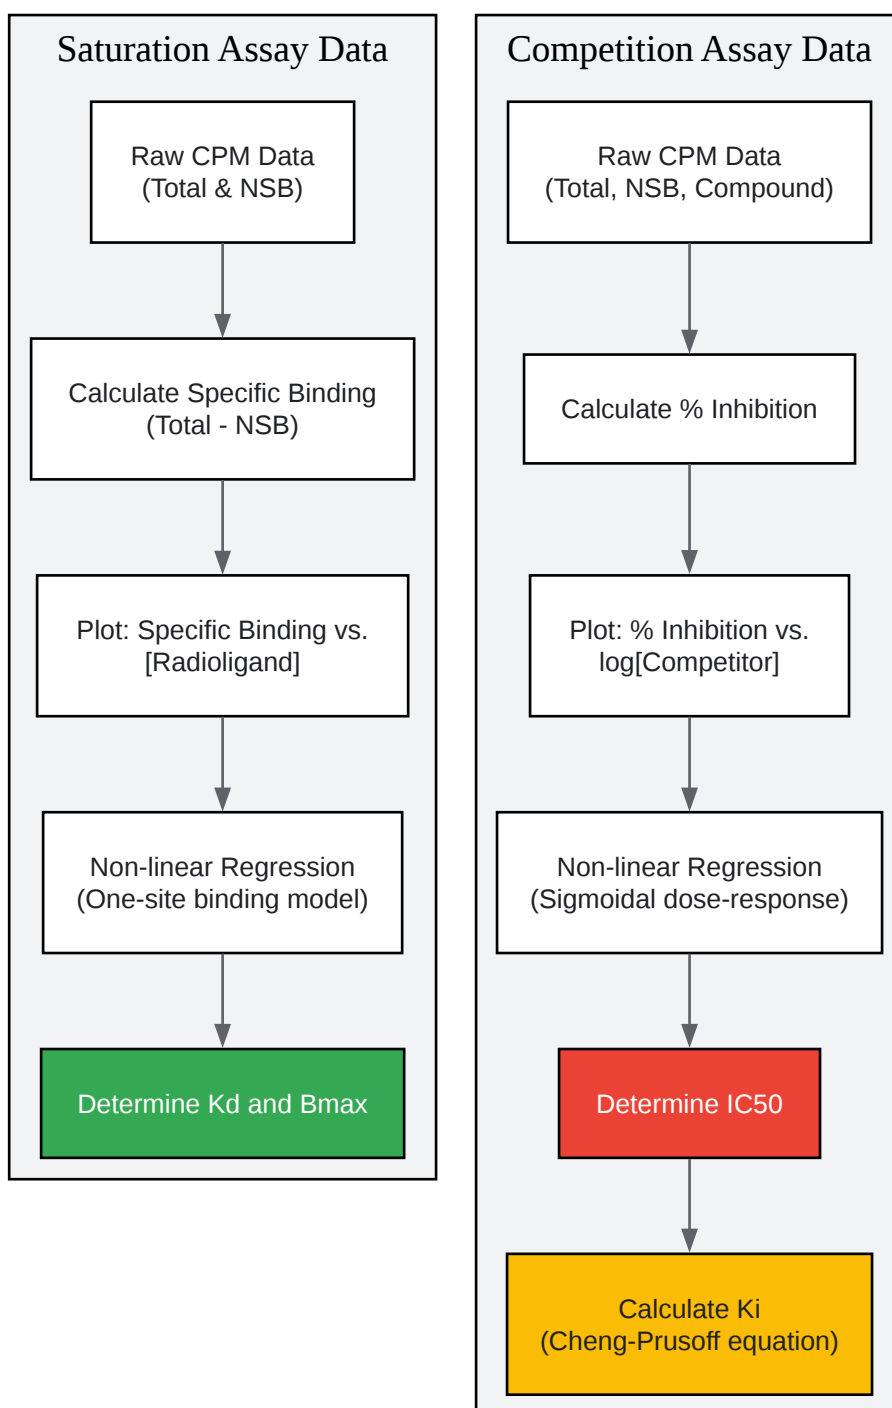 Saturation Assay Data
Raw CPM Data
(Total & NSB)
Calculate Specific Binding
(Total - NSB)
Plot: Specific Binding vs.
[Radioligand]
Non-linear Regression
(One-site binding model)
Determine Kd and Bmax
Competition Assay Data
Raw CPM Data
(Total, NSB, Compound)
Calculate % Inhibition
Plot: % Inhibition vs.
log[Competitor]
Non-linear Regression
(Sigmoidal dose-response)
Determine IC50
Calculate Ki
(Cheng-Prusoff equation)